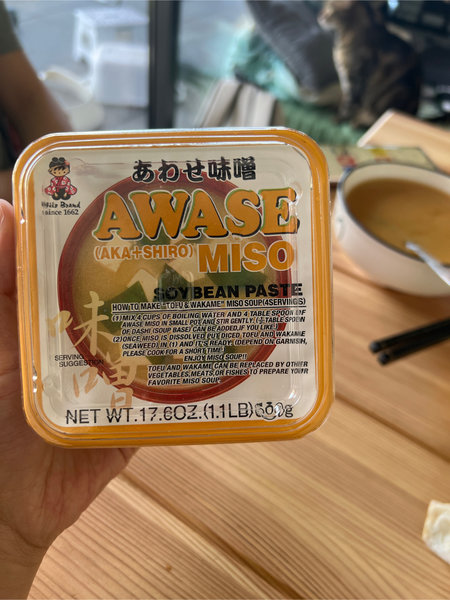 あわせ味噌
since 1662
AWASE
(AKA+SHIRO) MISO
SOYBEAN PASTE
味噌
HOW TO MAKE "TOFU & WAKAME" MISO SOUP(4SERVINGS)
(1)MIX 4 CUPS OF BOILING WATER AND 4 TABLE SPOON OF
AWASE MISO IN SMALL POT AND STIR GENTLY. TABLE SPOON
OF DASHI (SOUP BASE) CAN BE ADDED,IF YOU LIKE.)
(2)ONCE, MISO IS DISSOLVED PUT DICED TOFU AND WAKAME
(SEAWEED) IN (1) AND IT'S READY. (DEPEND ON GARNISH,
PLEASE COOK FOR A SHORT TIME.)
ENJOY MISO SOUP!!
SERVING
SUGGESTION
TOFU AND WAKAME CAN BE REPLACED BY OTHER
VEGETABLES,MEATS,OR FISHES TO PREPARE YOUR
FAVORITE MISO SOUP.
NET WT.17.6OZ.(1.1LB)500g